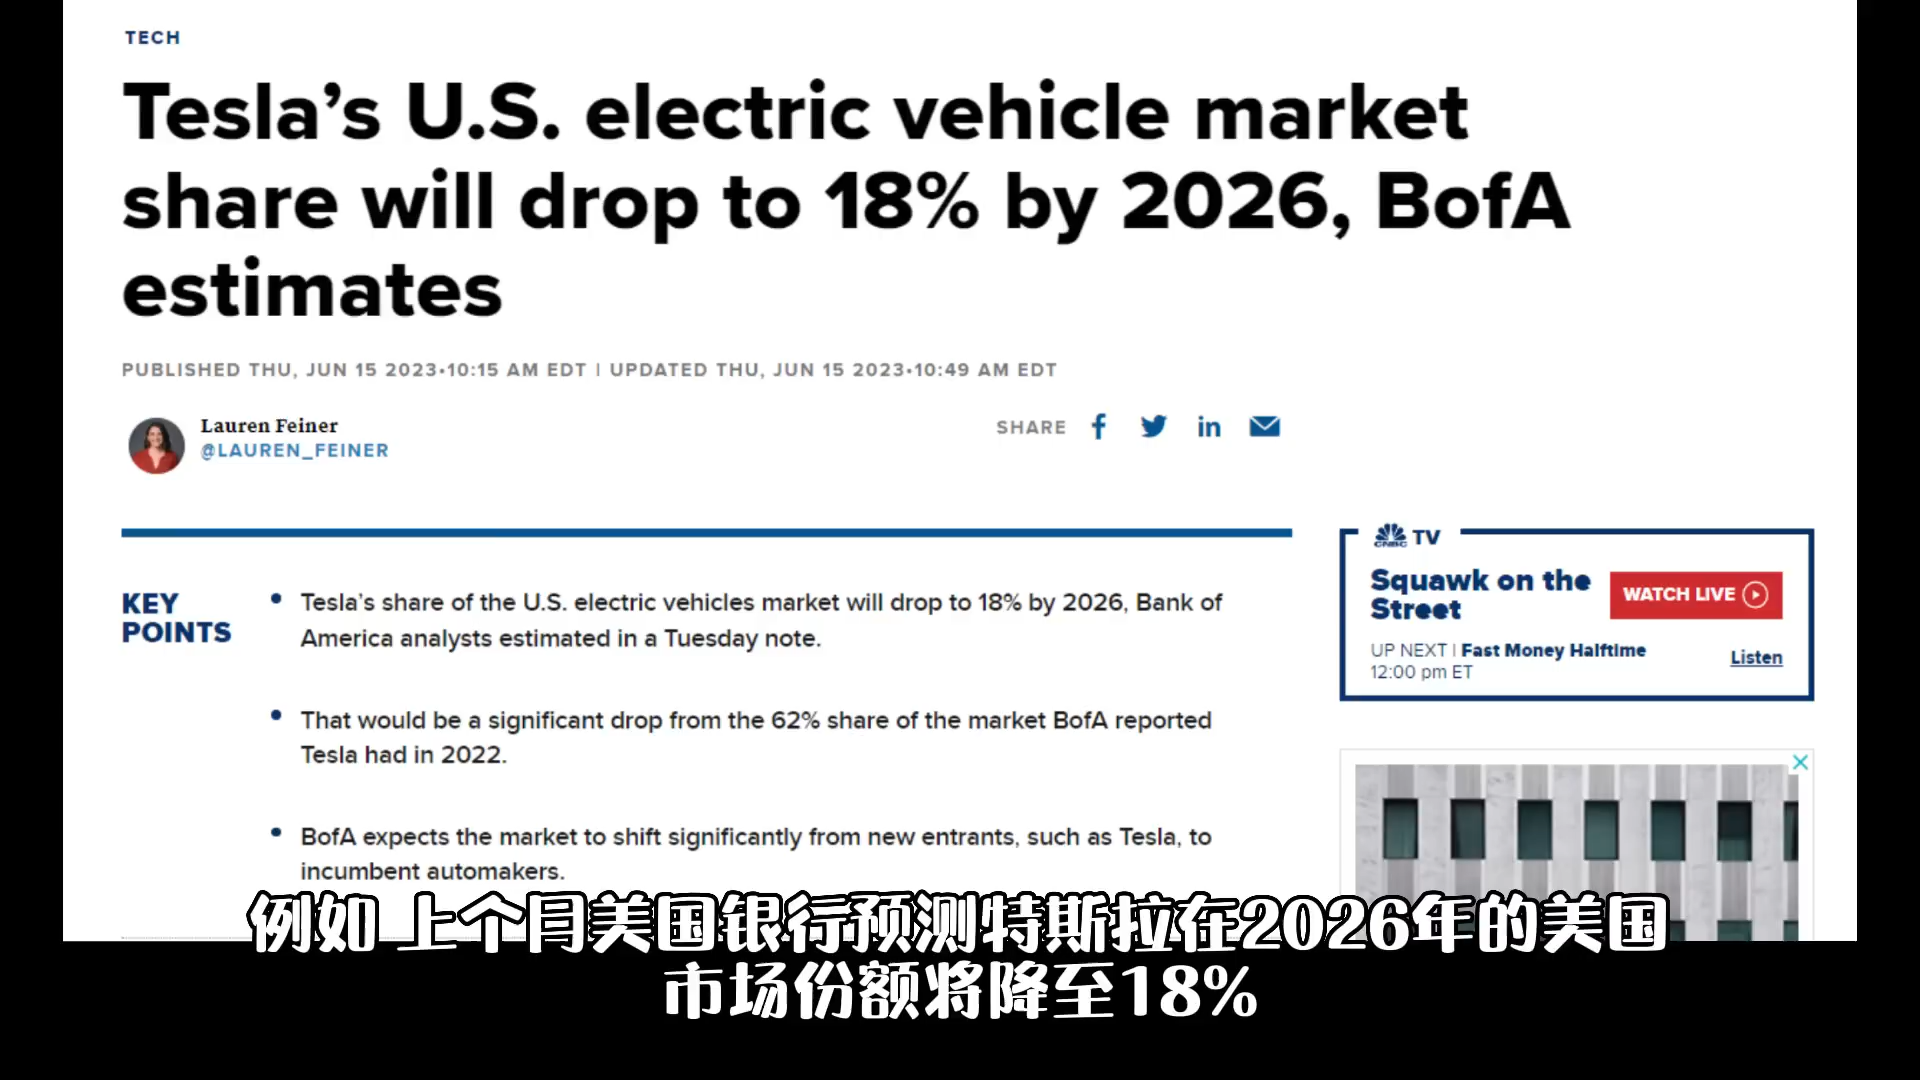 TECH
Tesla’s U.S. electric vehicle market
share will drop to 18% by 2026, BofA
estimates
PUBLISHED THU, JUN 15 2023•10:15 AM EDT | UPDATED THU, JUN 15 2023•10:49 AM EDT
Lauren Feiner
@LAUREN_FEINER
SHARE
KEY
POINTS
• Tesla’s share of the U.S. electric vehicles market will drop to 18% by 2026, Bank of
America analysts estimated in a Tuesday note.
• That would be a significant drop from the 62% share of the market BofA reported
Tesla had in 2022.
• BofA expects the market to shift significantly from new entrants, such as Tesla, to
incumbent automakers.
CNBC TV
Squawk on the
Street
WATCH LIVE
UP NEXT | Fast Money Halftime
12:00 pm ET
Listen
例如 上个月美国银行预测特斯拉在2026年的美国
市场份额将降至18%